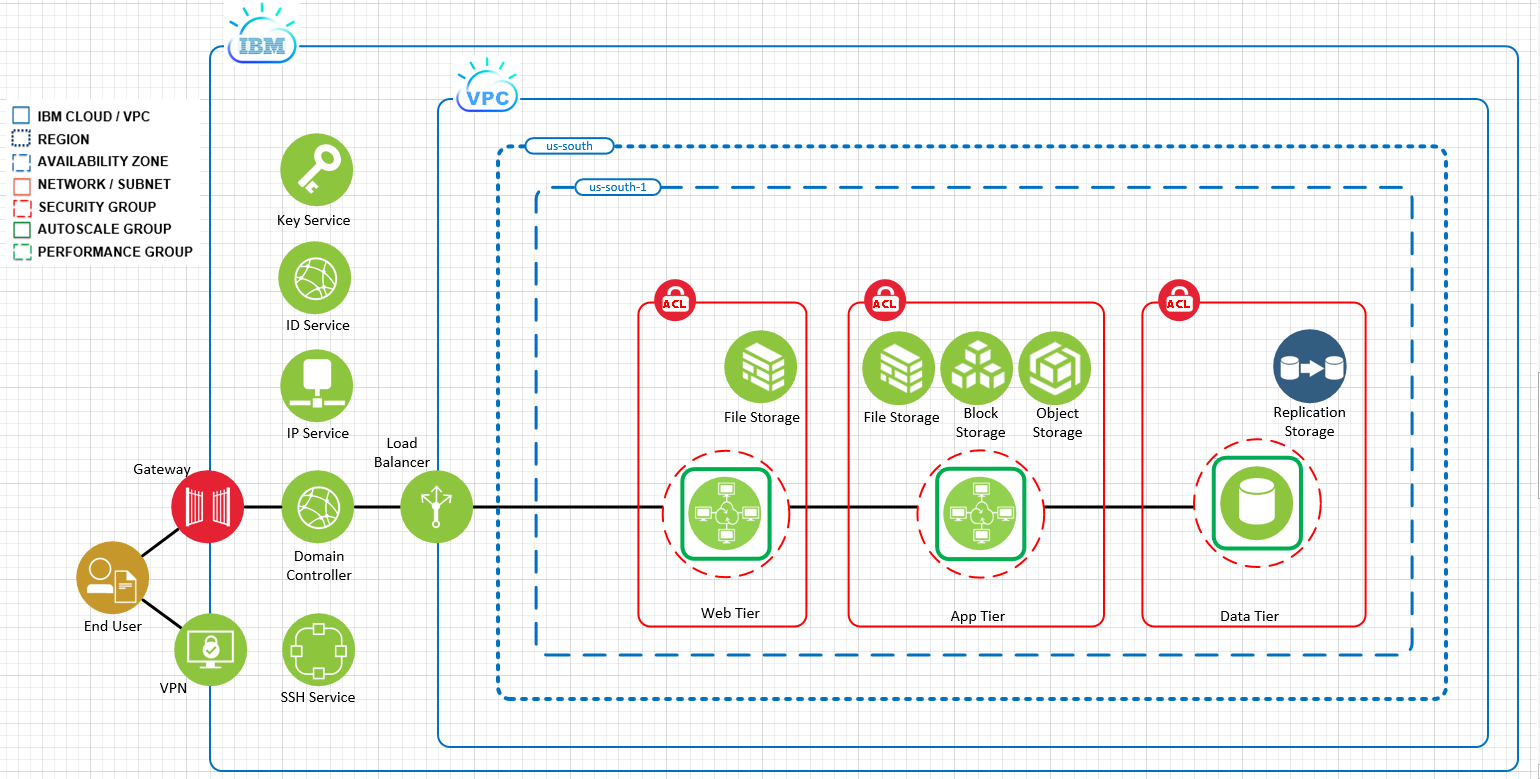 IBM
VPC
IBM CLOUD / VPC
REGION
AVAILABILITY ZONE
NETWORK / SUBNET
SECURITY GROUP
AUTOSCALE GROUP
PERFORMANCE GROUP
us-south
us-south-1
Key Service
ID Service
IP Service
Load
Balancer
Gateway
Domain
Controller
End User
VPN
SSH Service
ACL
File Storage
Web Tier
ACL
File Storage
Block
Storage
Object
Storage
App Tier
ACL
Replication
Storage
Data Tier